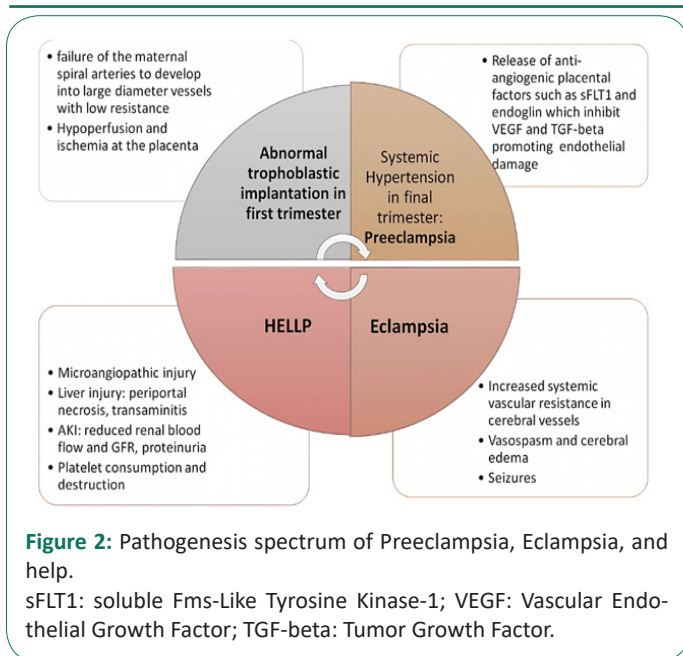 • failure of the maternal
spiral arteries to develop
into large diameter vessels
with low resistance
• Hypoperfusion and
ischemia at the placenta
• Release of anti-
angiogenic placental
factors such as sFLT1 and
endoglin which inhibit
VEGF and TGF-beta
promoting endothelial
damage
Abnormal
trophoblastic
implantation in
first trimester
Systemic
Hypertension
in final
trimester:
Preeclampsia
HELLP
Eclampsia
• Microangiopathic injury
• Liver injury: periportal
necrosis, transaminitis
• AKI: reduced renal blood
flow and GFR, proteinuria
• Platelet consumption and
destruction
• Increased systemic
vascular resistance in
cerebral vessels
• Vasospasm and cerebral
edema
• Seizures
Figure 2: Pathogenesis spectrum of Preeclampsia, Eclampsia, and
help.
sFLT1: soluble Fms-Like Tyrosine Kinase-1; VEGF: Vascular Endo-
thelial Growth Factor; TGF-beta: Tumor Growth Factor.